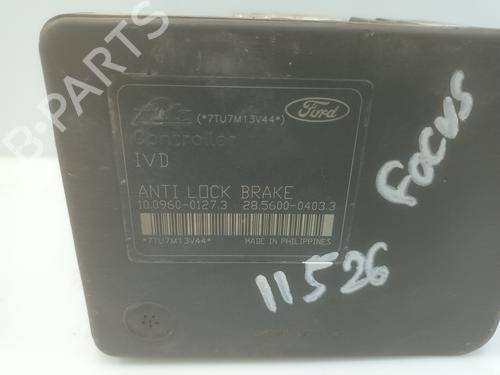 (*7TU7M13V44*)
Ford
Controller
IVD
ANTI LOCK BRAKE
10.0960-0127.3 28.5600-0403.3
*7TU7M13V44* MADE IN PHILIPPINES
FOCUS
11526
B-PARTS